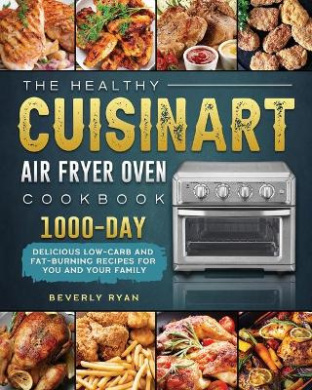 THE HEALTHY
CUISINART
AIR FRYER OVEN
COOKBOOK
1000-DAY
DELICIOUS LOW-CARB AND
FAT-BURNING RECIPES FOR
YOU AND YOUR FAMILY
BEVERLY RYAN